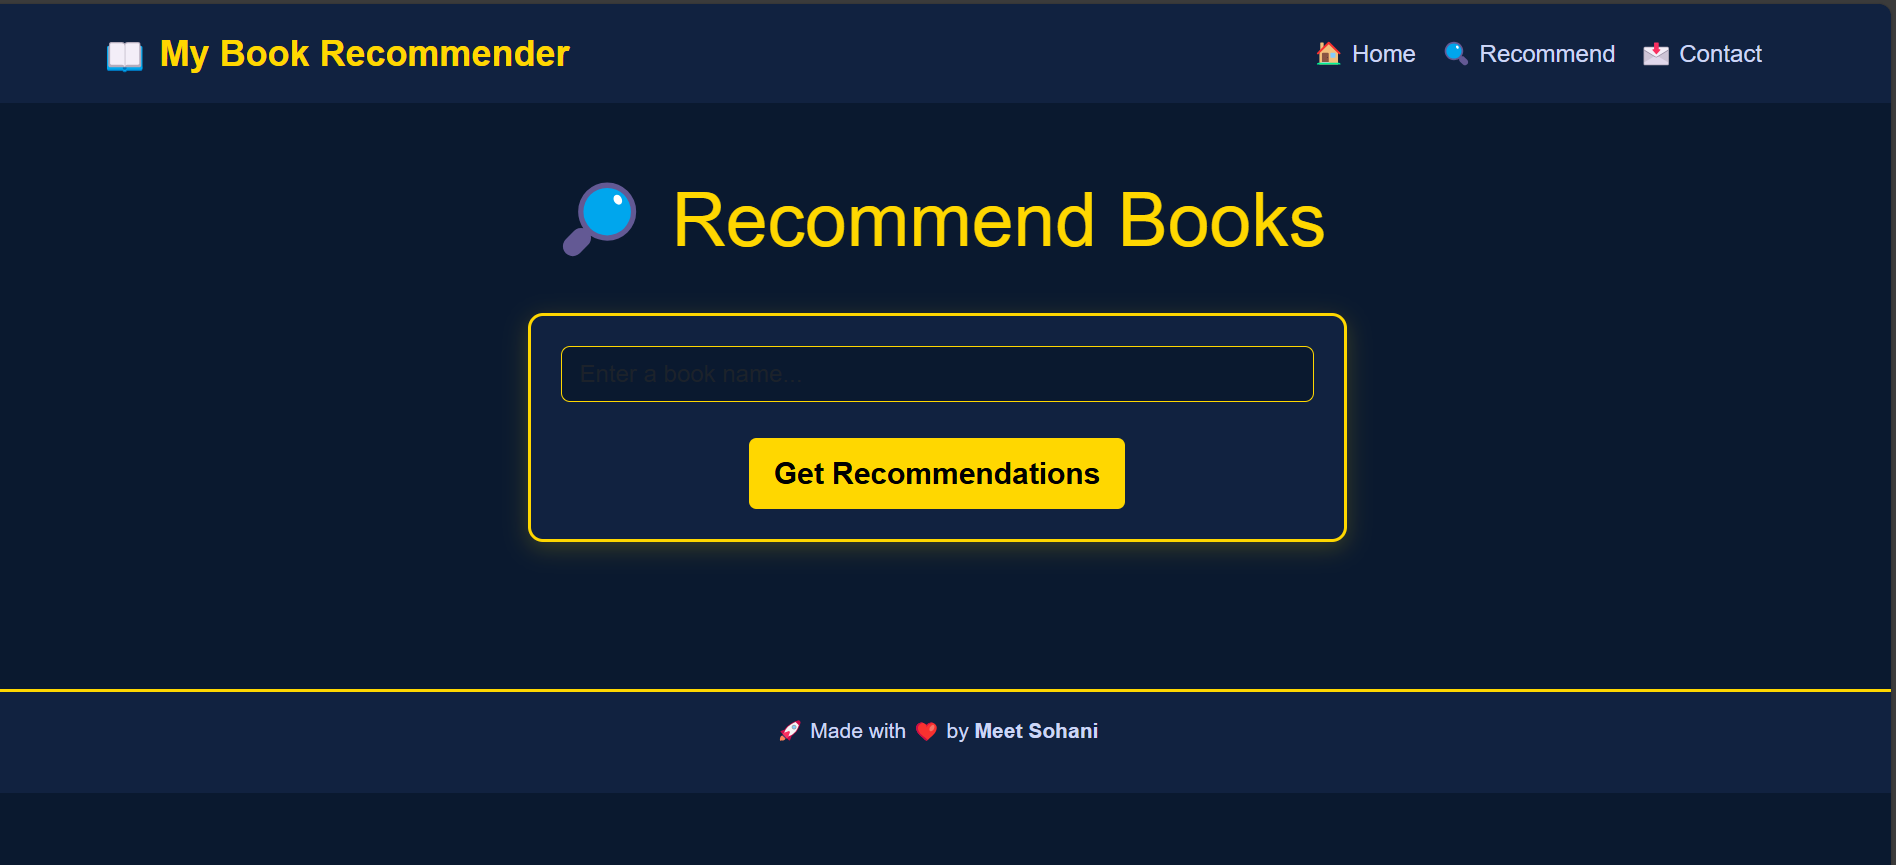 📖 My Book Recommender
🏠 Home 🔍 Recommend 📩 Contact
🔍 Recommend Books
Enter a book name...
Get Recommendations
🚀 Made with ❤️ by Meet Sohani